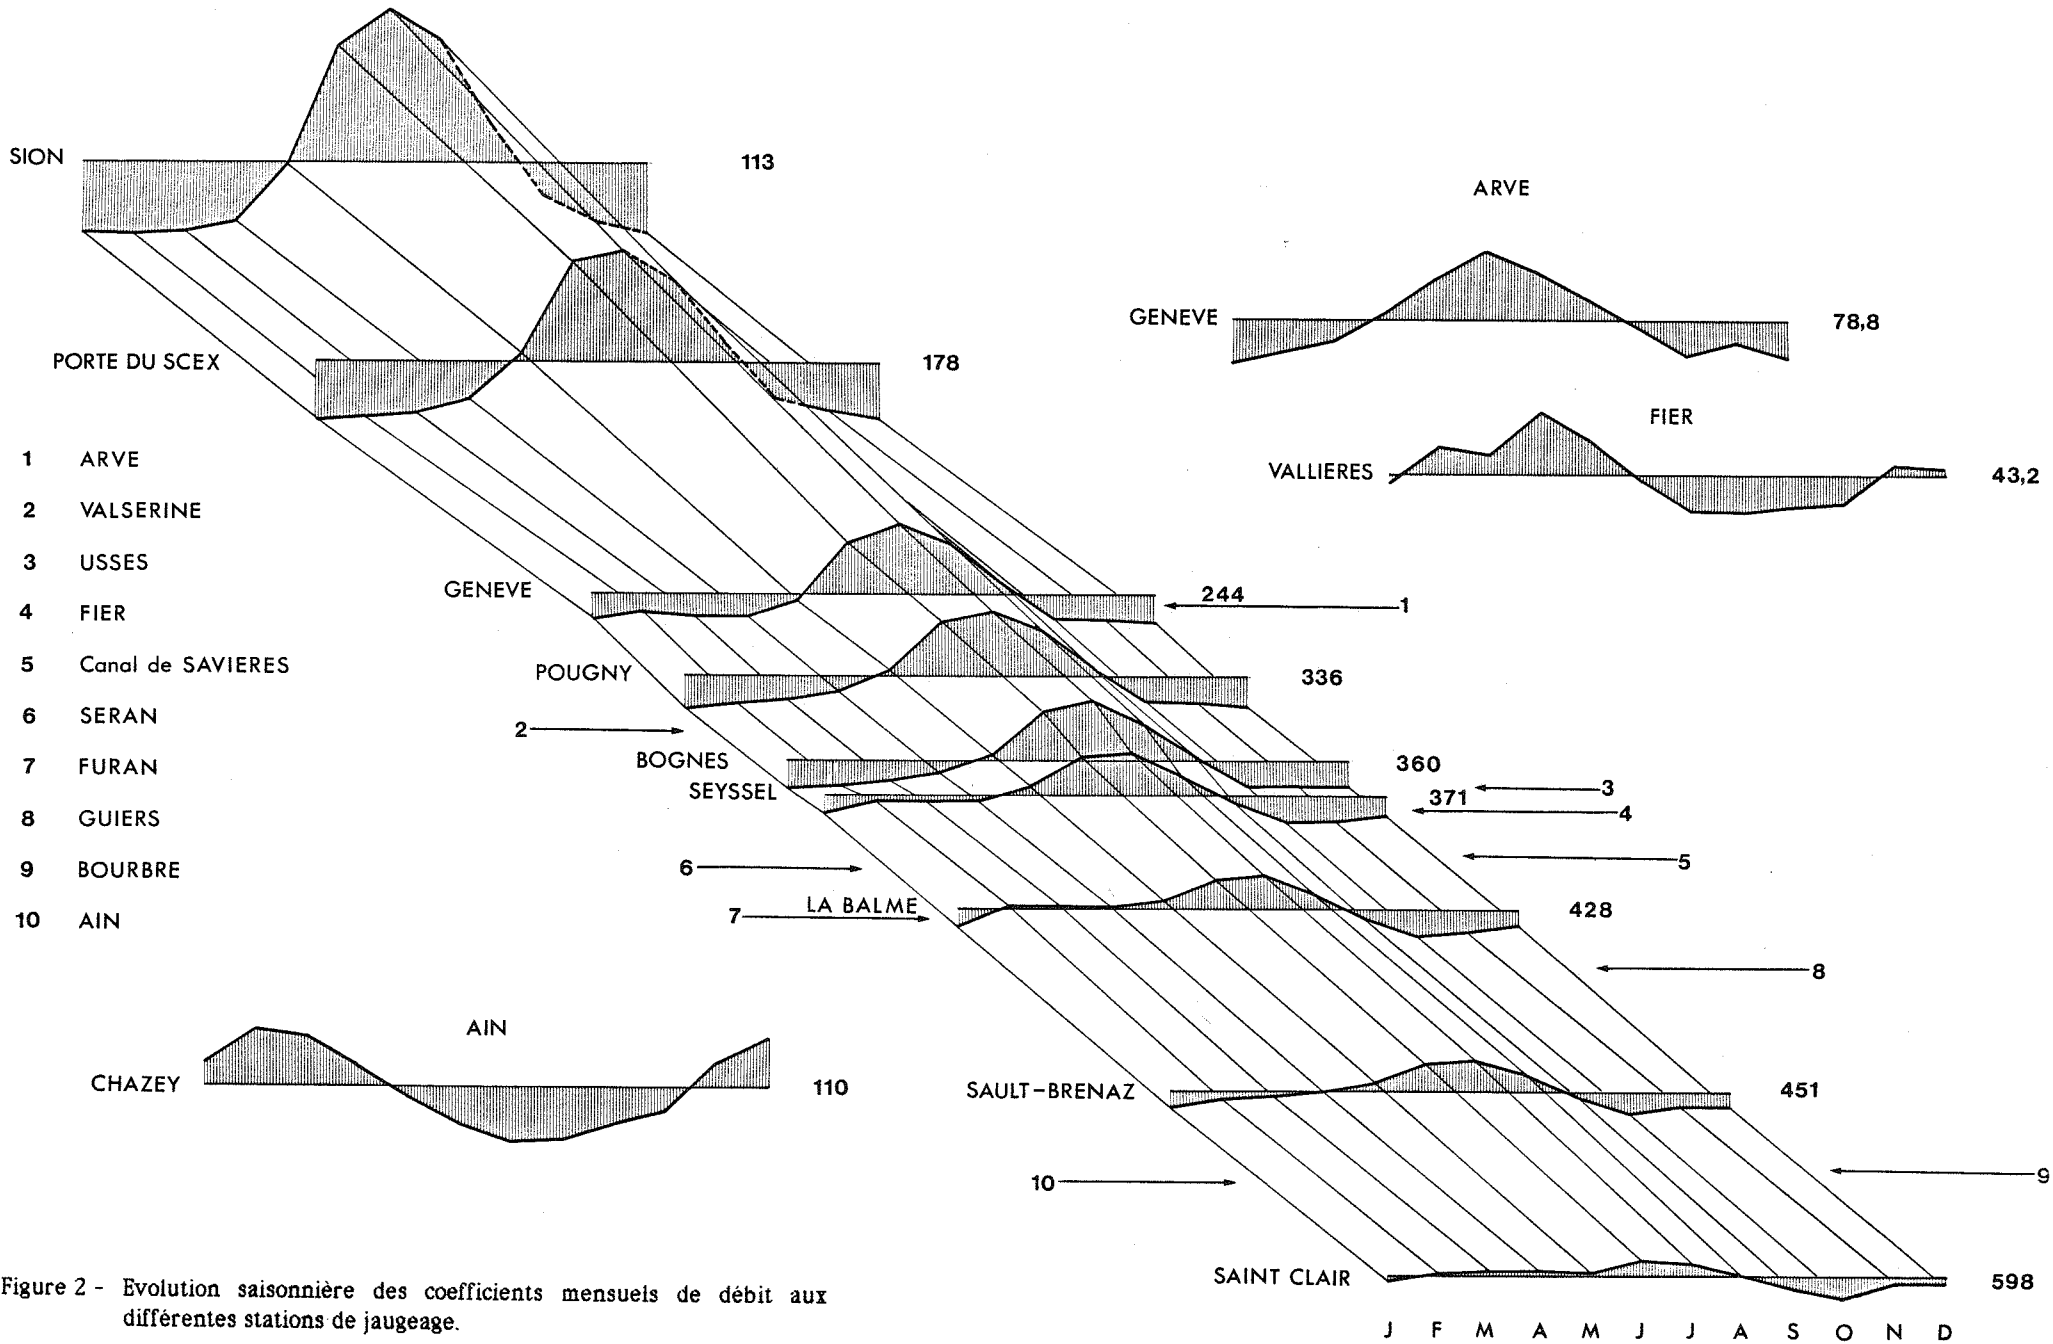 SION 113
ARVE
GENEVE 78,8
PORTE DU SCEX 178
FIER
VALLIERES 43,2
1 ARVE
2 VALSERINE
3 USSES
4 FIER
5 Canal de SAVIERES
6 SERAN
7 FURAN
8 GUIERS
9 BOURBRE
10 AIN
GENEVE 244 1
POUGNY 336
2
BOGNES 360
3
SEYSSEL 371
4
5
6
7 LA BALME 428
8
AIN
CHAZEY 110
SAULT-BRENAZ 451
9
10
SAINT CLAIR 598
J F M A M J J A S O N D
Figure 2 - Evolution saisonnière des coefficients mensuels de débit aux
différentes stations de jaugeage.